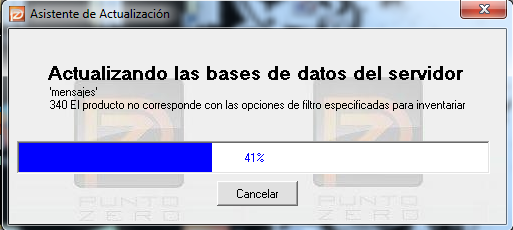 Asistente de Actualización
Actualizando las bases de datos del servidor
'mensajes'
340 El producto no corresponde con las opciones de filtro especificadas para inventariar
41%
Cancelar
PUNTO
ZERO
PUNTO
ZERO